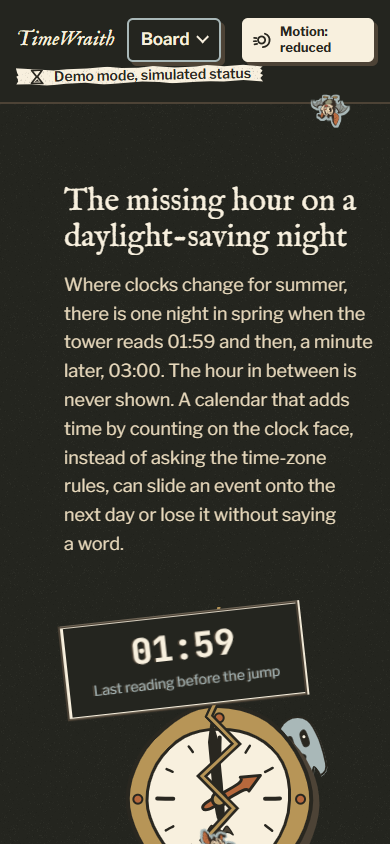 TimeWraith
Board
Motion:
reduced
Demo mode, simulated status
The missing hour on a
daylight-saving night
Where clocks change for summer,
there is one night in spring when the
tower reads 01:59 and then, a minute
later, 03:00. The hour in between is
never shown. A calendar that adds
time by counting on the clock face,
instead of asking the time-zone
rules, can slide an event onto the
next day or lose it without saying
a word.
01:59
Last reading before the jump